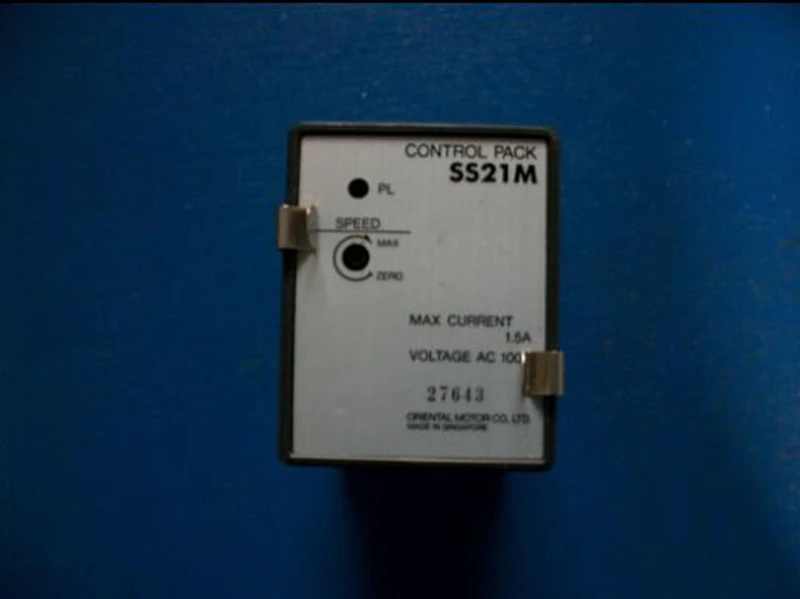 CONTROL PACK
SS21M
PL
SPEED
MAX
ZERO
MAX CURRENT
1.5A
VOLTAGE AC 100
27643
ORIENTAL MOTOR CO., LTD.
MADE IN SINGAPORE